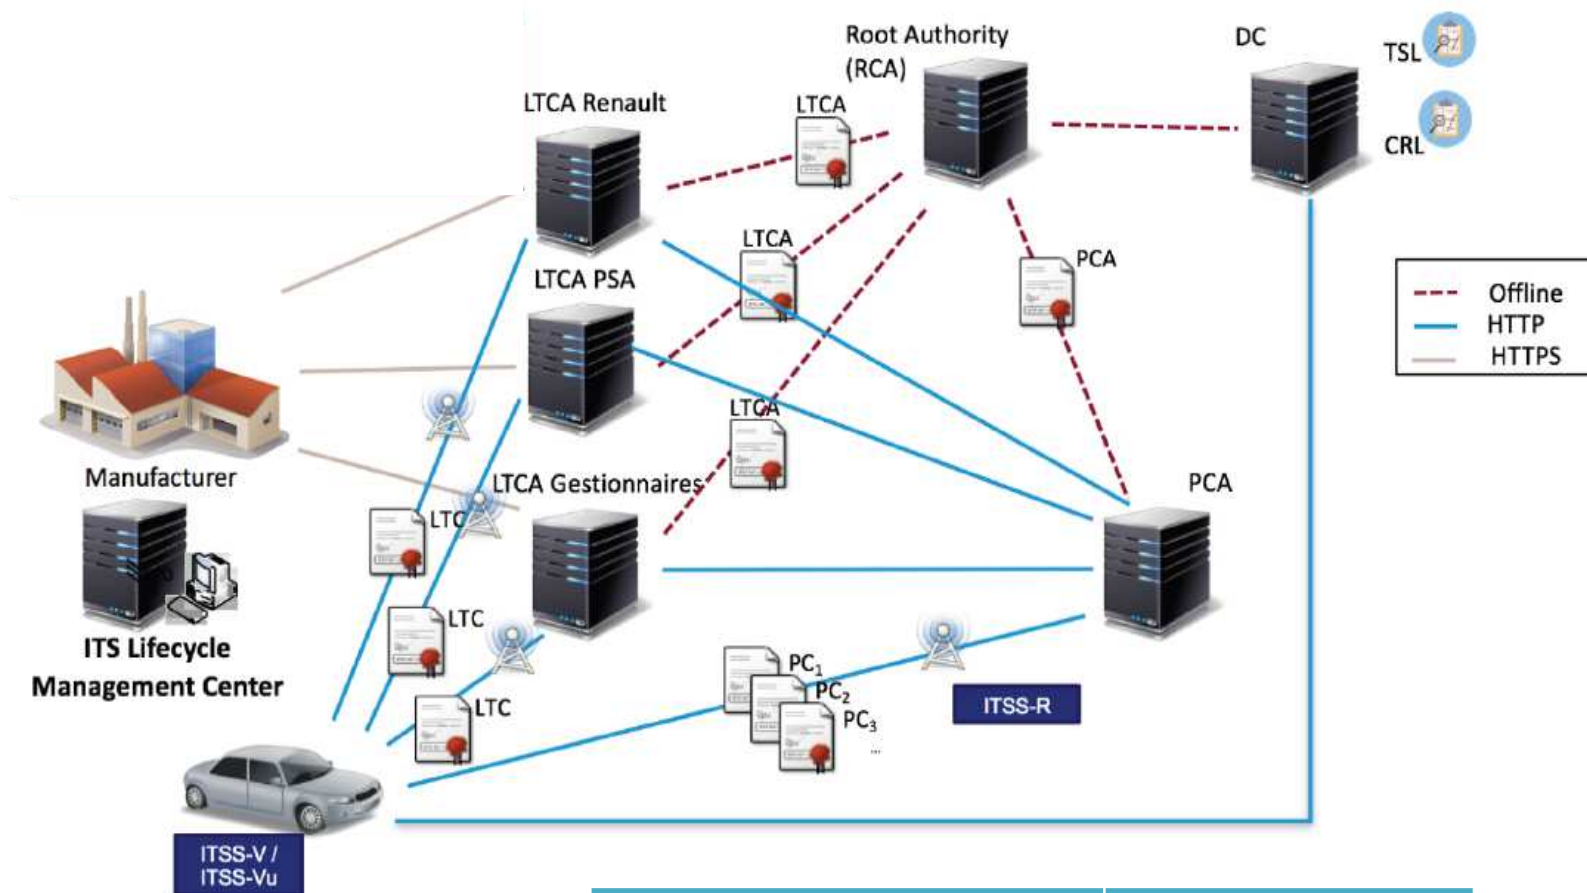 Root Authority
(RCA)
DC
TSL
CRL
LTCA Renault
LTCA
LTCA
PCA
LTCA PSA
Offline
HTTP
HTTPS
LTCA
Manufacturer
LTCA Gestionnaires
PCA
LTC
LTC
LTC
ITS Lifecycle
Management Center
PC1
PC2
PC3
...
ITSS-R
ITSS-V /
ITSS-Vu